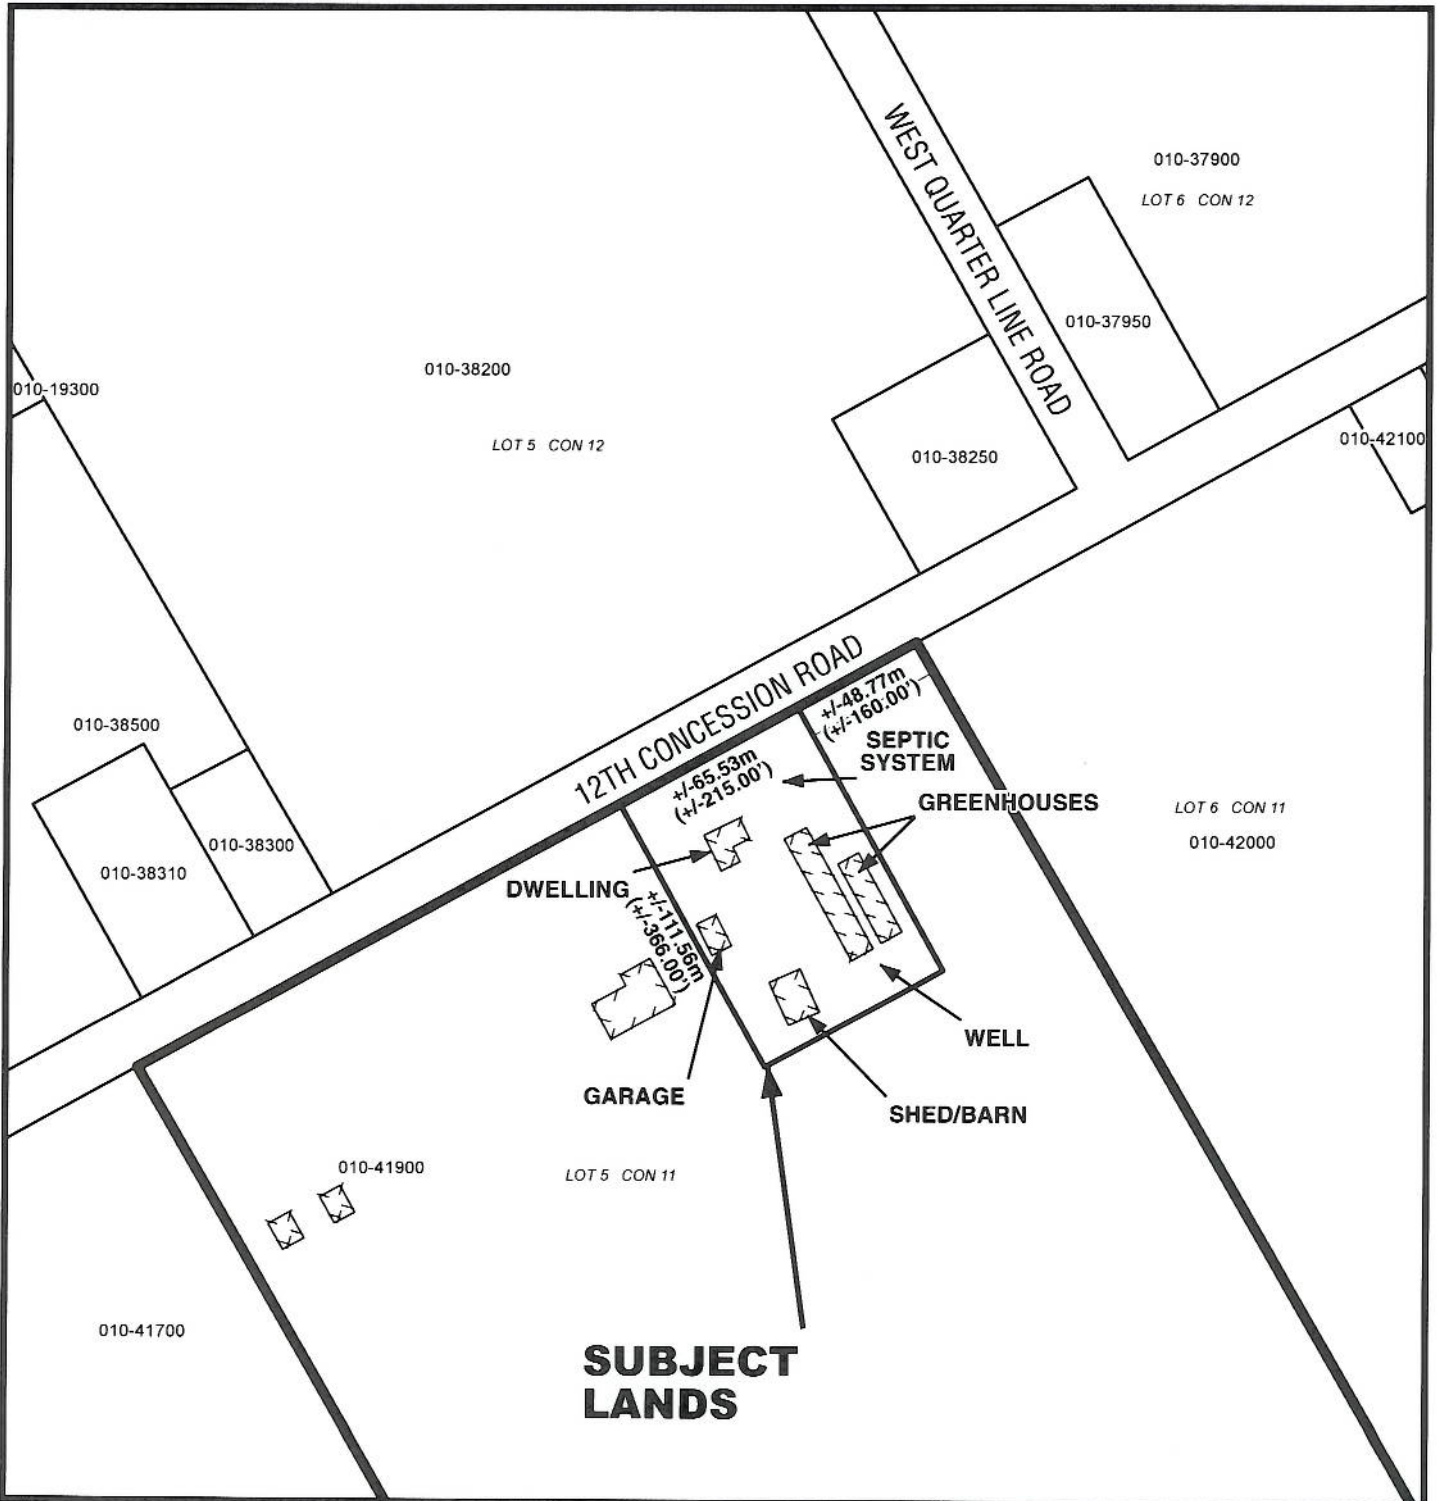 WEST QUARTER LINE ROAD
010-37900
LOT 6 CON 12
010-37950
010-38200
010-19300
LOT 5 CON 12
010-38250
010-42100
12TH CONCESSION ROAD
+/-48.77m
(+/-160.00')
010-38500
SEPTIC
SYSTEM
+/-65.53m
(+/-215.00')
GREENHOUSES
LOT 6 CON 11
010-42000
010-38300
010-38310
DWELLING
+/-111.56m
(+/-366.00')
WELL
GARAGE
SHED/BARN
010-41900
LOT 5 CON 11
010-41700
SUBJECT
LANDS